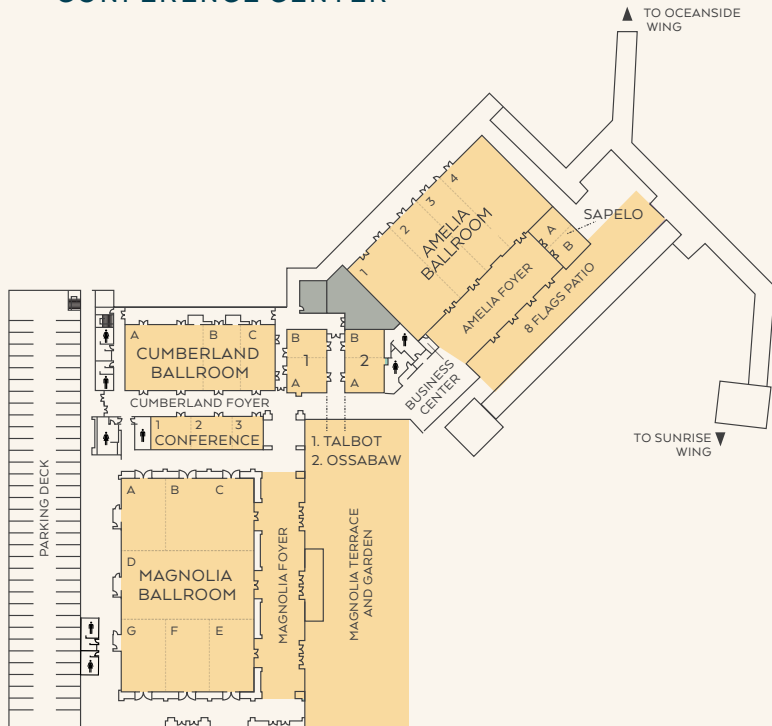 CONFERENCE CENTER
TO OCEANSIDE
WING
SAPELO
A
B
4
3
2
1
AMELIA
BALLROOM
AMELIA FOYER
8 FLAGS PATIO
A
B
C
CUMBERLAND
BALLROOM
B
1
A
B
2
A
BUSINESS
CENTER
CUMBERLAND FOYER
1
2
3
CONFERENCE
1. TALBOT
2. OSSABAW
TO SUNRISE
WING
PARKING DECK
A
B
C
D
MAGNOLIA
BALLROOM
G
F
E
MAGNOLIA FOYER
MAGNOLIA TERRACE
AND GARDEN